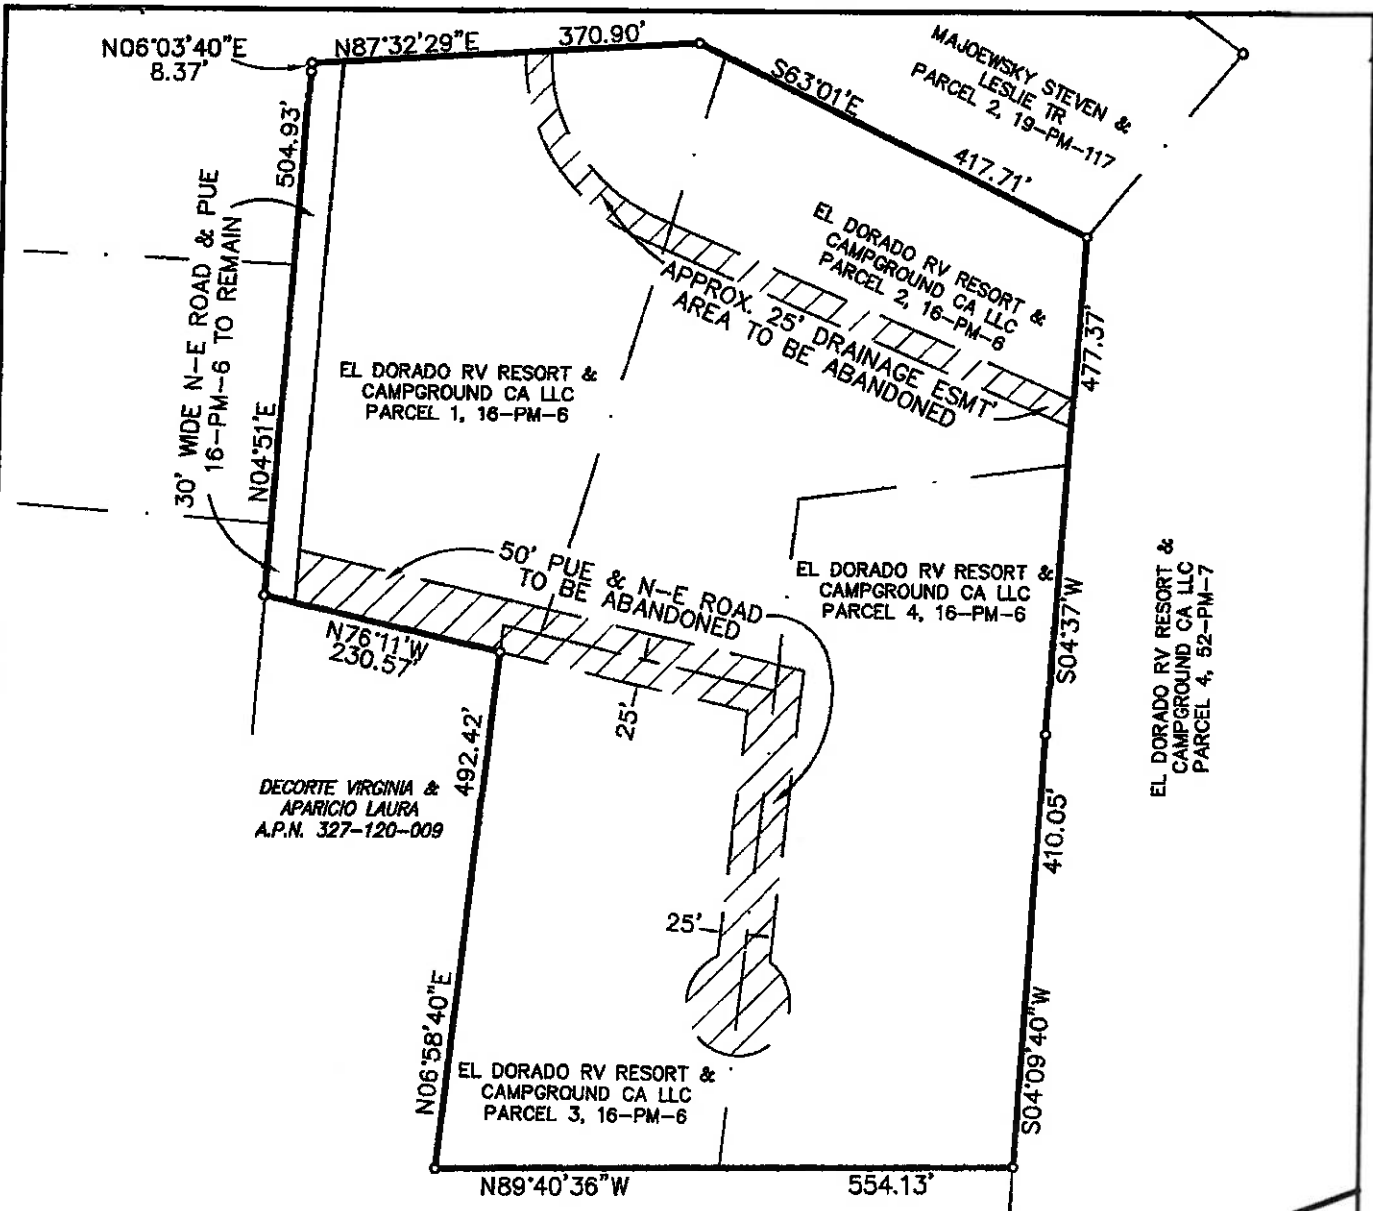 N06°03'40"E
8.37'
N87°32'29"E
370.90'
S63°01'E
417.71'
MAJOEWSKY STEVEN &
LESLIE TR
PARCEL 2, 19-PM-117
504.93'
N04°51'E
30' WIDE N-E ROAD & PUE
16-PM-6 TO REMAIN
EL DORADO RV RESORT &
CAMPGROUND CA LLC
PARCEL 2, 16-PM-6
APPROX. 25' DRAINAGE ESMT'
AREA TO BE ABANDONED
477.37'
S04°37'W
EL DORADO RV RESORT &
CAMPGROUND CA LLC
PARCEL 1, 16-PM-6
50' PUE & N-E ROAD
TO BE ABANDONED
EL DORADO RV RESORT &
CAMPGROUND CA LLC
PARCEL 4, 16-PM-6
EL DORADO RV RESORT &
CAMPGROUND CA LLC
PARCEL 4, 52-PM-7
N76°11'W
230.57'
25'
492.42'
N06°58'40"E
DECORTE VIRGINIA &
APARICIO LAURA
A.P.N. 327-120-009
25'
410.05'
S04°09'40"W
EL DORADO RV RESORT &
CAMPGROUND CA LLC
PARCEL 3, 16-PM-6
N89°40'36"W
554.13'